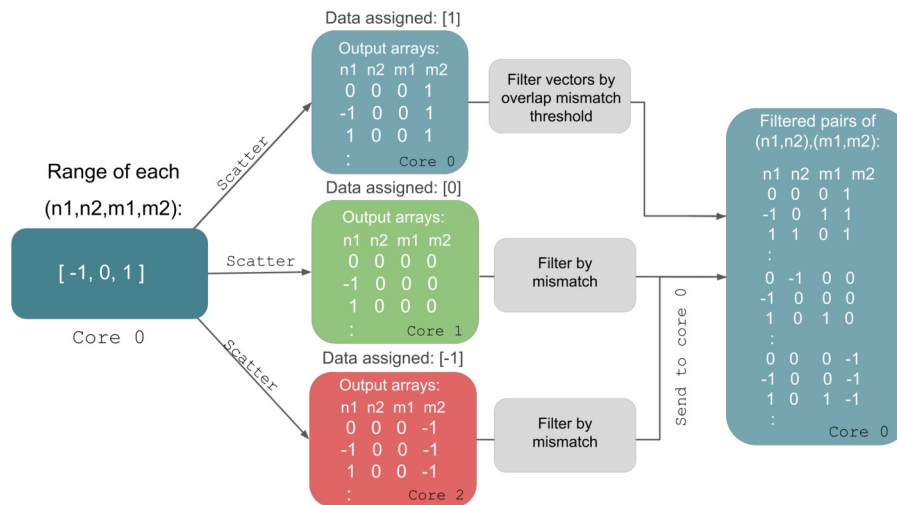 Range of each
(n1,n2,m1,m2):
[ -1, 0, 1 ]
Core 0
Scatter
Scatter
Scatter
Data assigned: [1]
Output arrays:
n1 n2 m1 m2
0 0 0 1
-1 0 0 1
1 0 0 1
:
Core 0
Data assigned: [0]
Output arrays:
n1 n2 m1 m2
0 0 0 0
-1 0 0 0
1 0 0 0
:
Core 1
Data assigned: [-1]
Output arrays:
n1 n2 m1 m2
0 0 0 -1
-1 0 0 -1
1 0 0 -1
:
Core 2
Filter vectors by
overlap mismatch
threshold
Filter by
mismatch
Filter by
mismatch
Send to core 0
Filtered pairs of
(n1,n2),(m1,m2):
n1 n2 m1 m2
0 0 0 1
-1 0 1 1
1 1 0 1
:
0 -1 0 0
-1 0 0 0
1 0 1 0
:
0 0 0 -1
-1 0 0 -1
1 0 1 -1
:
Core 0